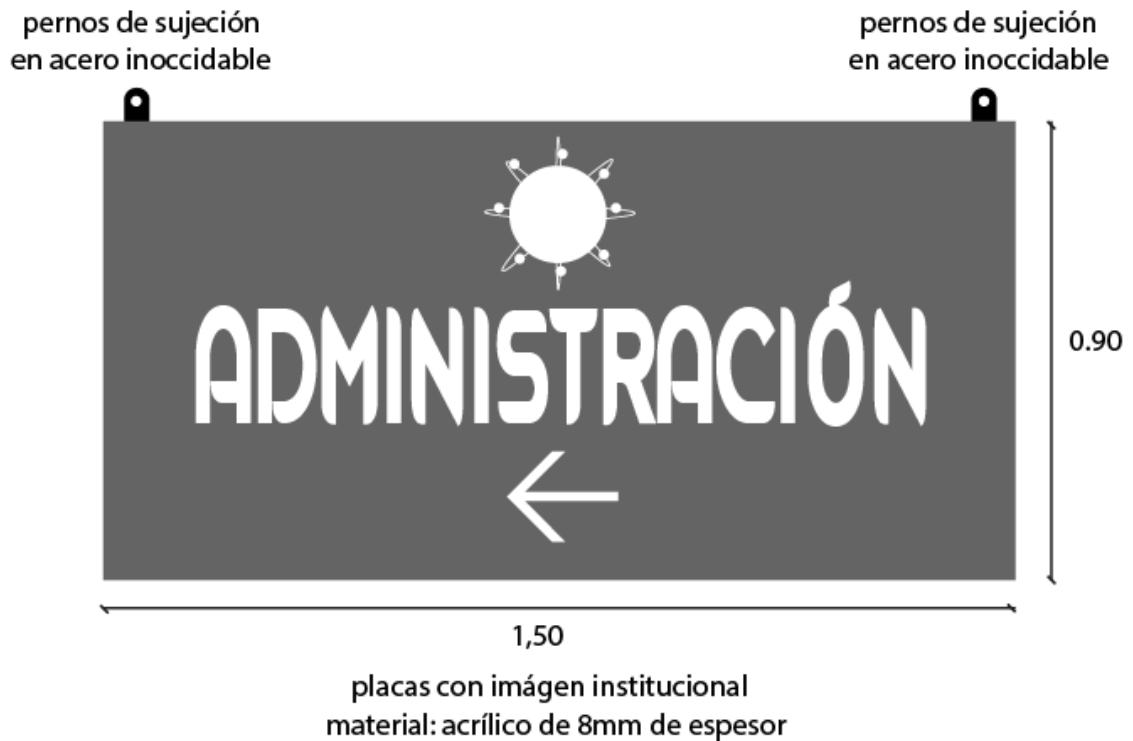 pernos de sujeción
en acero inoccidable
pernos de sujeción
en acero inoccidable
ADMINISTRACIÓN
0.90
1,50
placas con imágen institucional
material: acrílico de 8mm de espesor